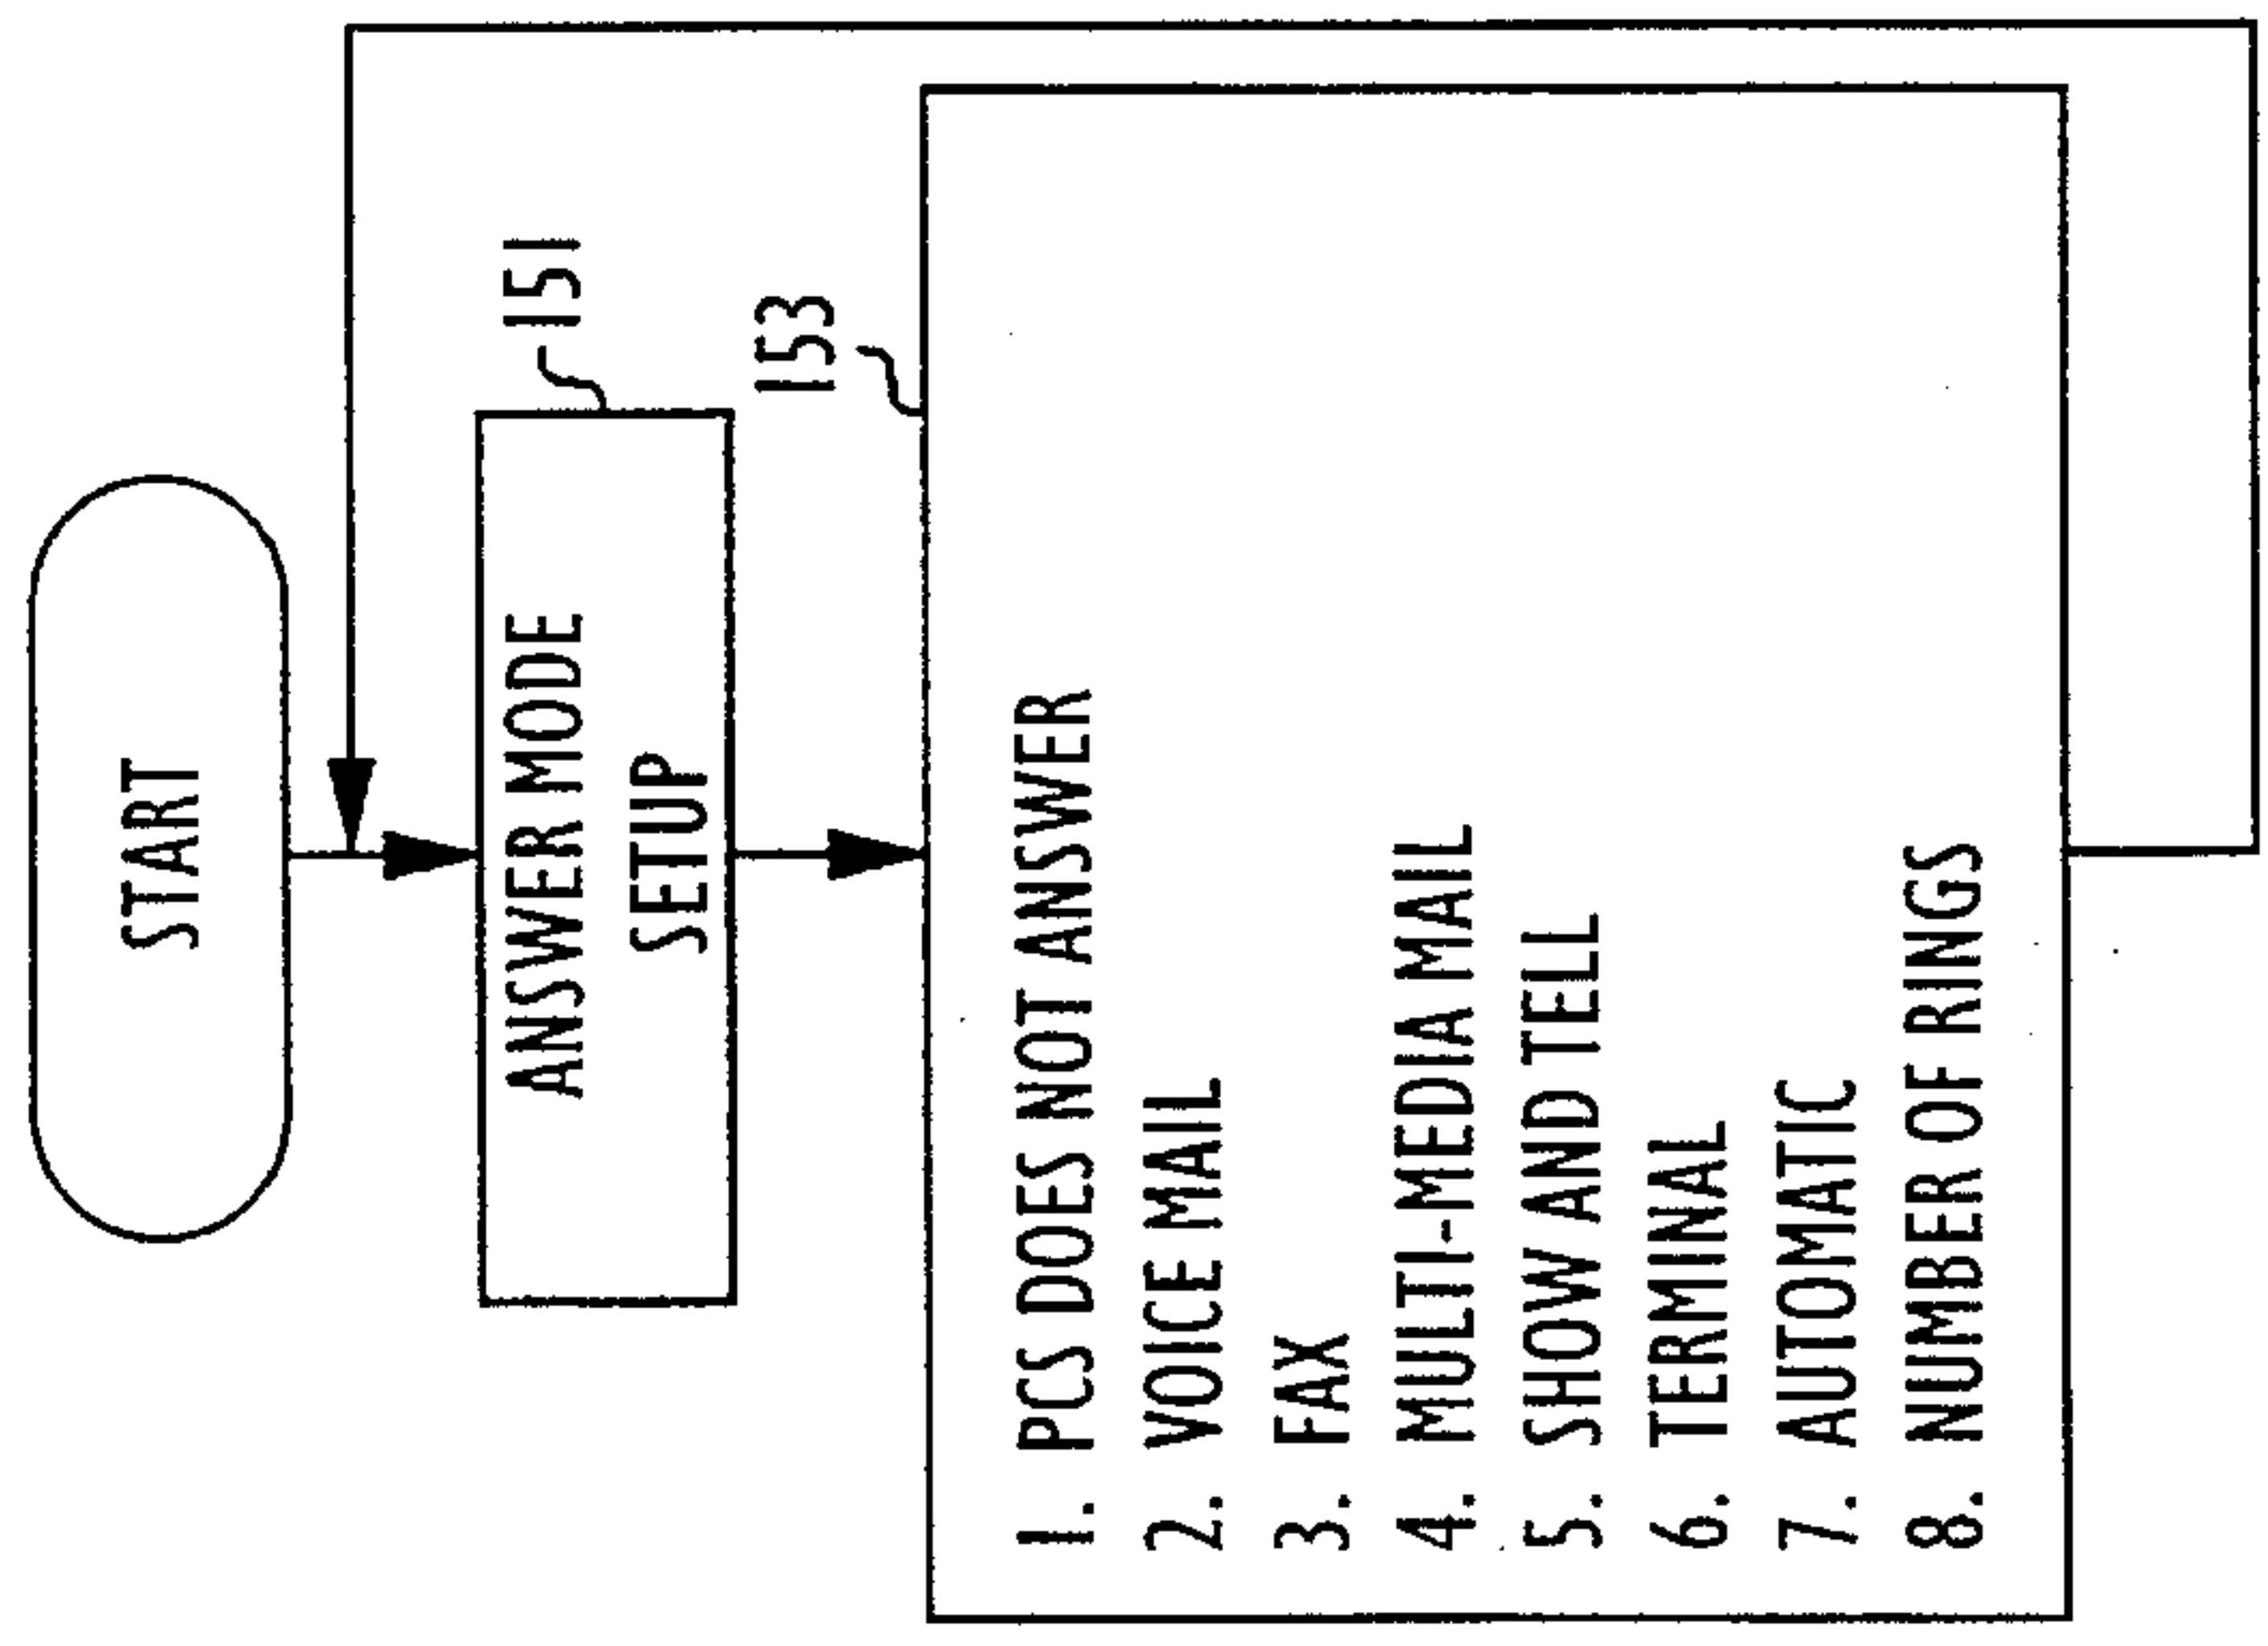 START
151
ANSWER MODE
SETUP
153
1. PCS DOES NOT ANSWER
2. VOICE MAIL
3. FAX
4. MULTI-MEDIA MAIL
5. SHOW AND TELL
6. TERMINAL
7. AUTOMATIC
8. NUMBER OF RINGS